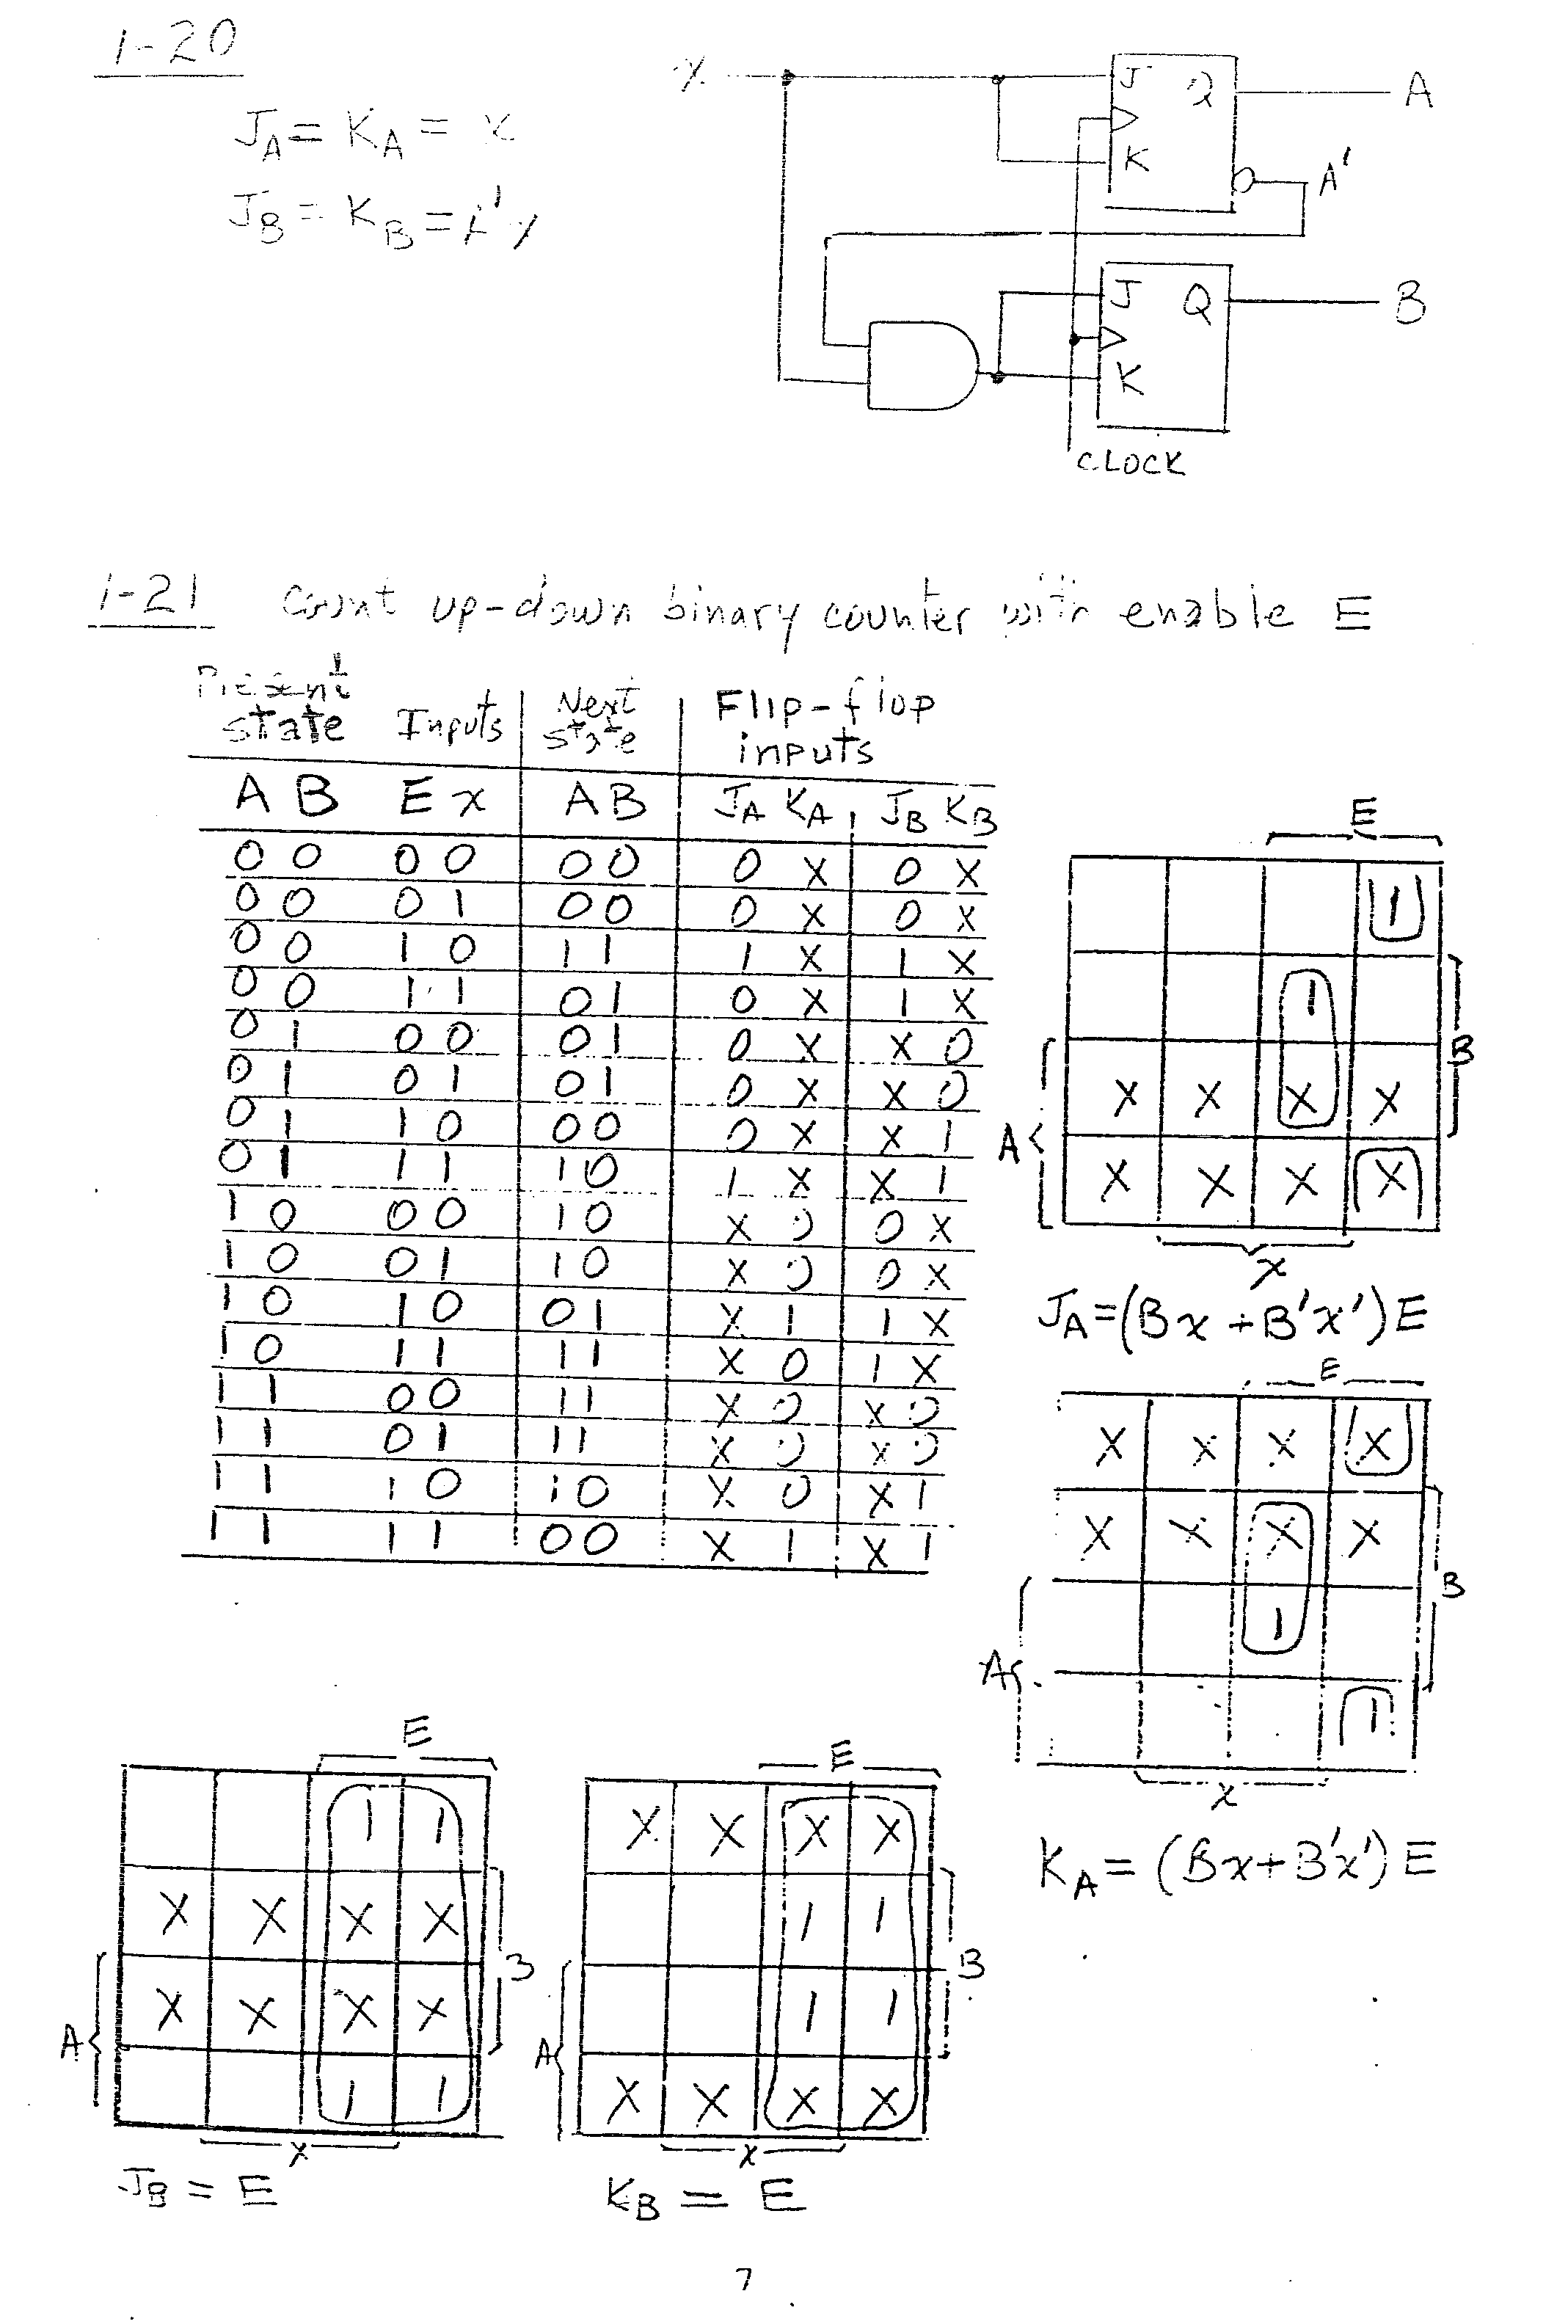 1-20
x J Q A
J_A = K_A = x
K A'
J_B = K_B =
J Q B
K
CLOCK
1-21 Count up-down binary counter with enable E
Present state Inputs Next state Flip-flop inputs
A B E x A B J_A K_A J_B K_B
0 0 0 0 0 0 0 X 0 X
0 0 0 1 0 0 0 X 0 X
0 0 1 0 1 1 1 X 1 X
0 0 1 1 0 1 0 X 1 X
0 1 0 0 0 1 0 X X 0
0 1 0 1 0 1 0 X X 0
0 1 1 0 0 0 0 X X 1
0 1 1 1 1 0 1 X X 1
1 0 0 0 1 0 X 0 0 X
1 0 0 1 1 0 X 0 0 X
1 0 1 0 0 1 X 1 1 X
1 0 1 1 1 1 X 0 1 X
1 1 0 0 1 1 X 0 X 0
1 1 0 1 1 1 X 0 X 0
1 1 1 0 1 0 X 0 X 1
1 1 1 1 0 0 X 1 X 1
E
1
1
B
X X X X
A
X X X X
x
J_A = (Bx + B'x')E
E
X X X X
X X X X
B
1
A
1
x
K_A = (Bx + B'x')E
E
1 1
X X X X
B
X X X X
A
1 1
x
J_B = E
E
X X X X
1 1
B
1 1
A
X X X X
x
K_B = E
7